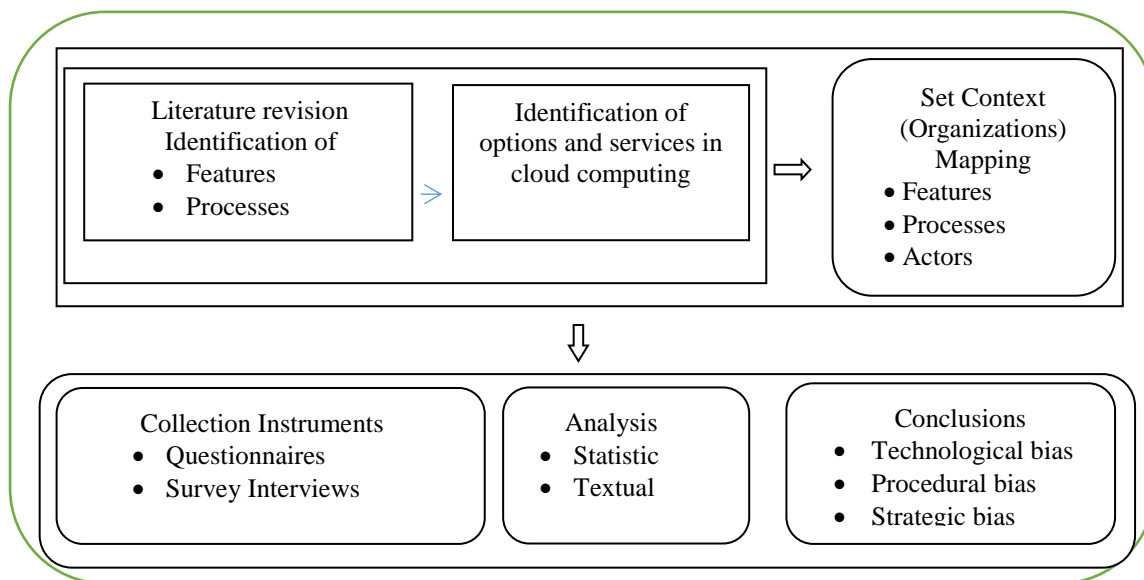 Literature revision
Identification of
• Features
• Processes
Identification of
options and services in
cloud computing
Set Context
(Organizations)
Mapping
• Features
• Processes
• Actors
Collection Instruments
• Questionnaires
• Survey Interviews
Analysis
• Statistic
• Textual
Conclusions
• Technological bias
• Procedural bias
• Strategic bias